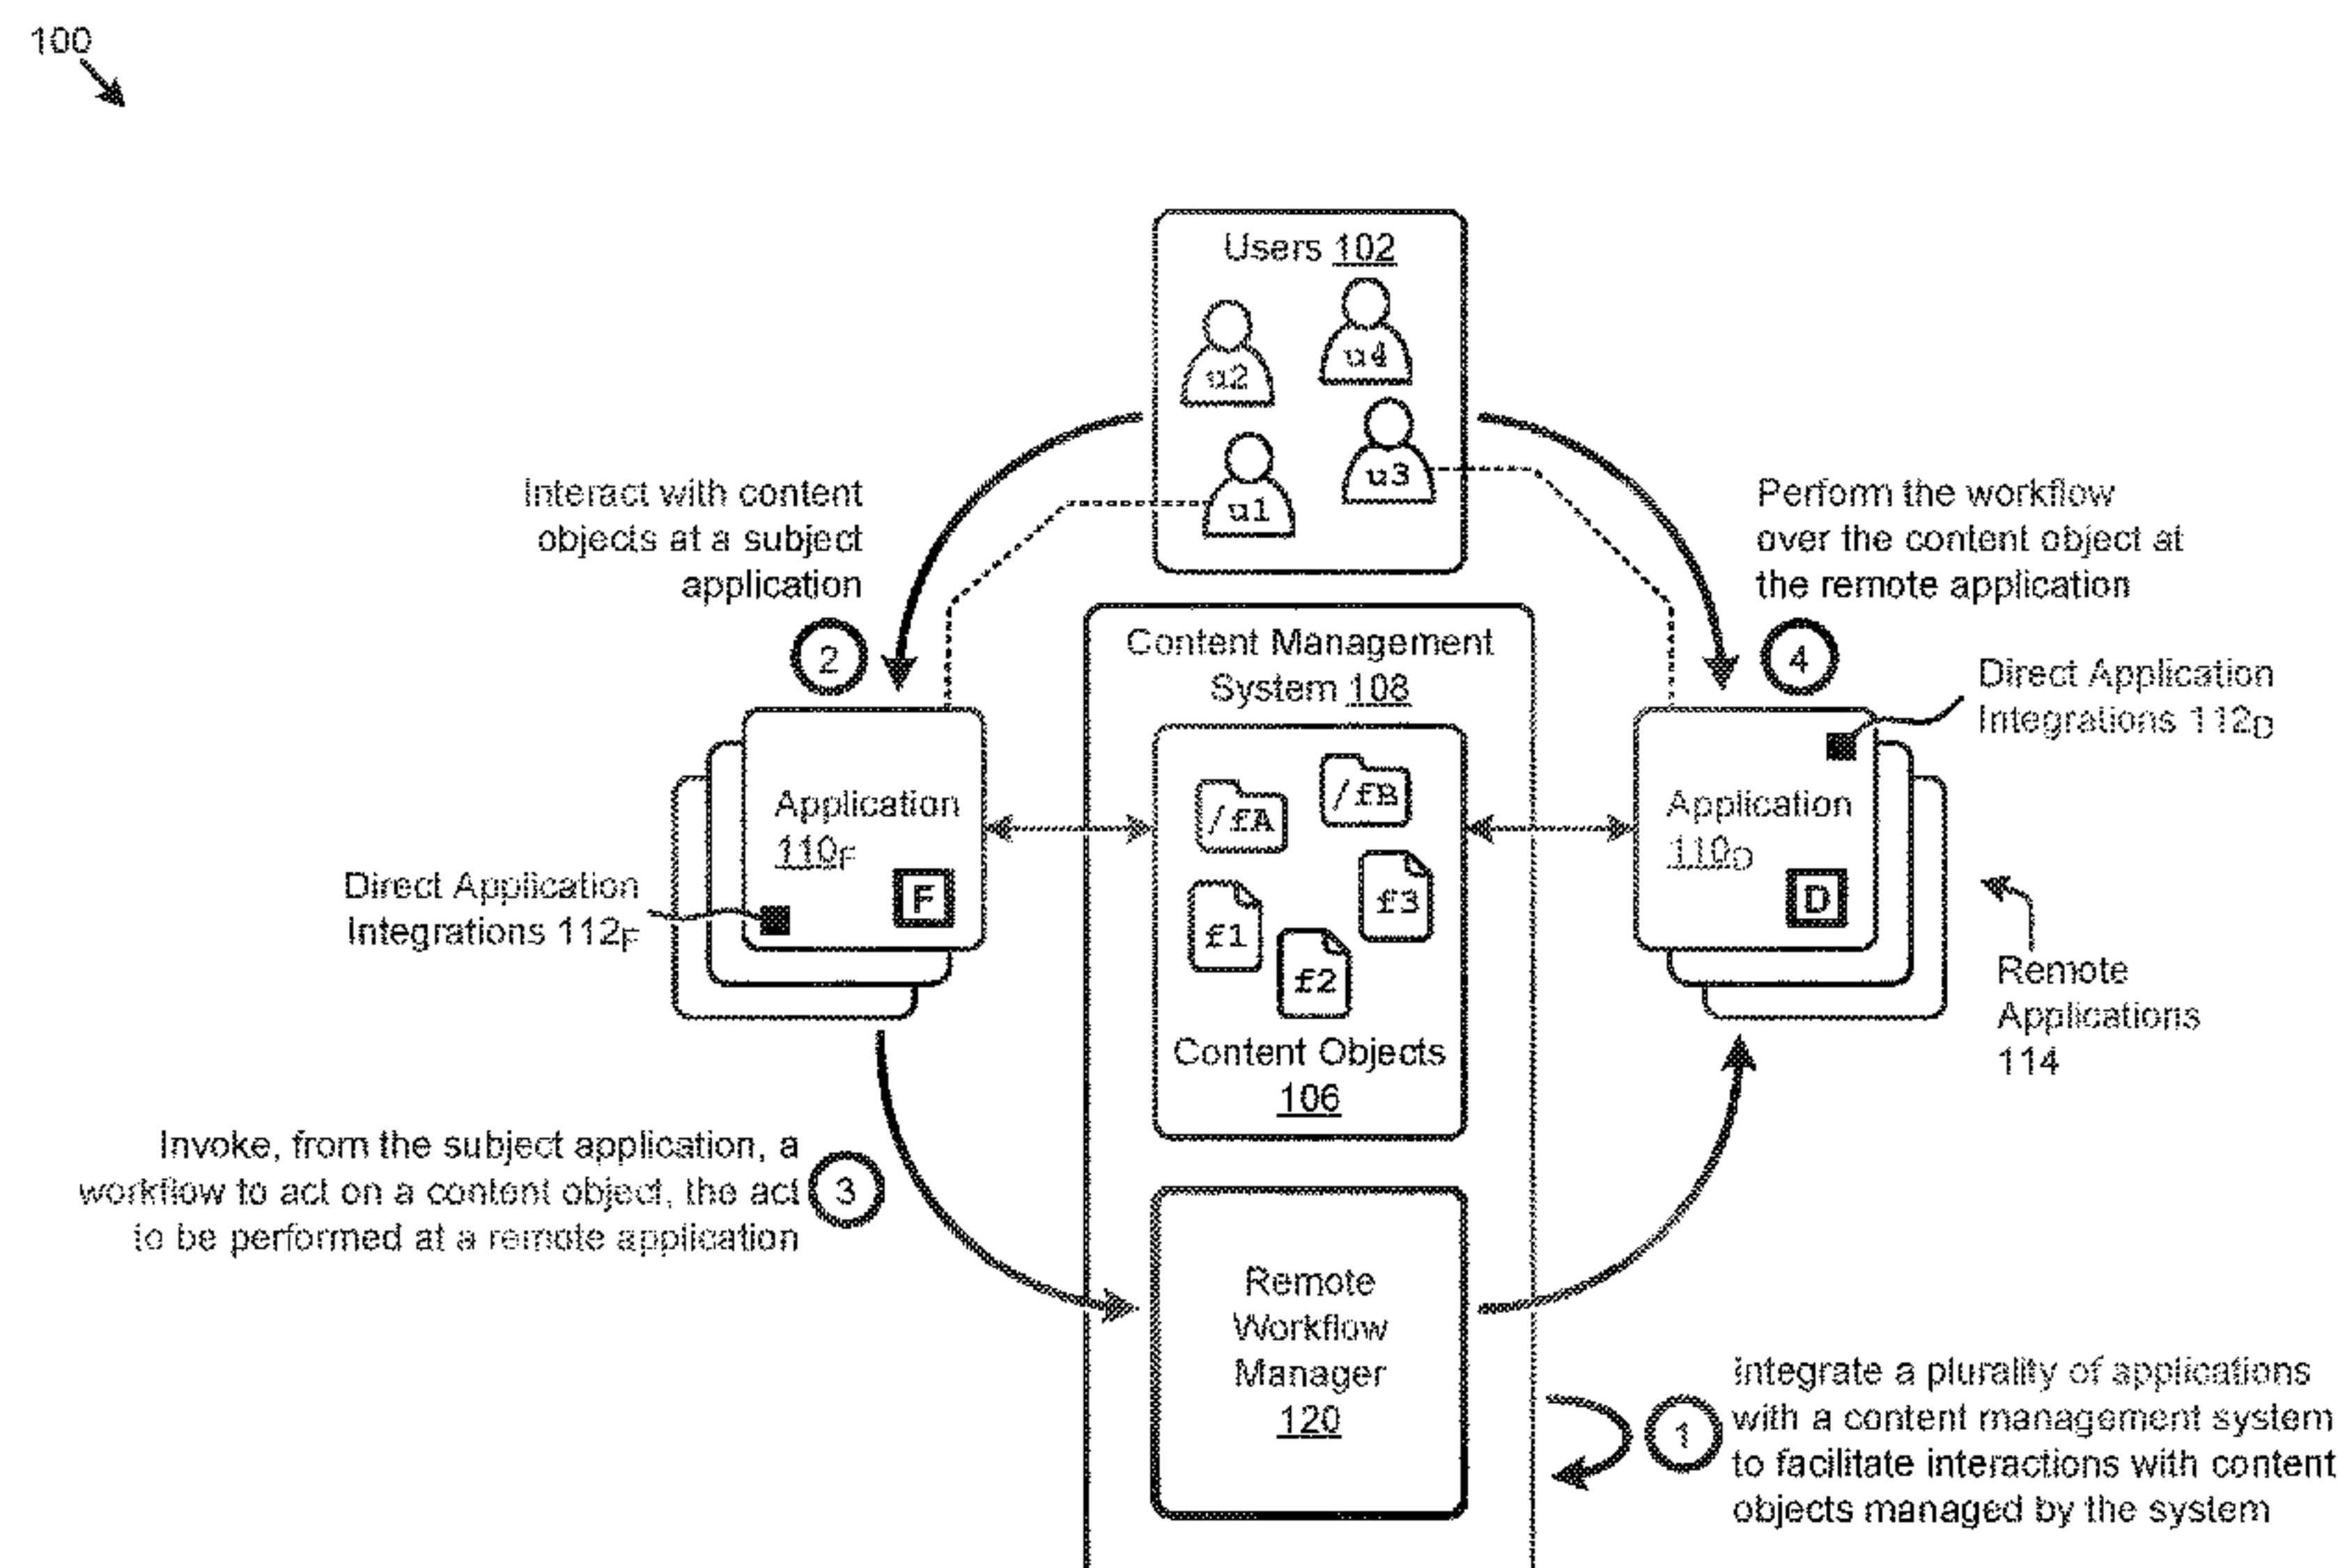 100
Users 102
u2
u4
u3
u1
Interact with content
objects at a subject
application
2
Perform the workflow
over the content object at
the remote application
4
Content Management
System 108
Direct Application
Integrations 112D
Application
110F
F
Direct Application
Integrations 112F
/fA
/fB
f1
f2
f3
Content Objects
106
Application
110D
D
Remote
Applications
114
Invoke, from the subject application, a
workflow to act on a content object, the act
to be performed at a remote application
3
Remote
Workflow
Manager
120
1
Integrate a plurality of applications
with a content management system
to facilitate interactions with content
objects managed by the system